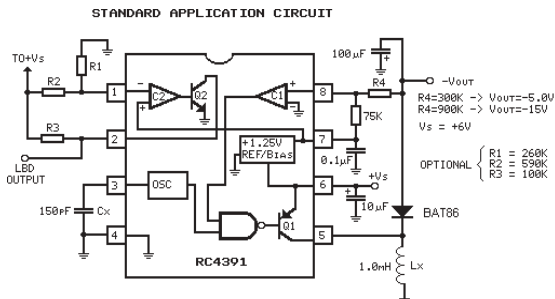 STANDARD APPLICATION CIRCUIT
TO+Vs
R1
R2
R3
LBD
OUTPUT
150pF
Cx
1
2
3
4
C2
Q2
C1
+1.25V
REF/BIAS
OSC
Q1
RC4391
8
7
6
5
100µF
+
R4
75K
0.1µF
+Vs
10µF
BAT86
1.0mH
Lx
-VOUT
R4=300K -> VOUT=-5.0V
R4=900K -> VOUT=-15V
Vs = +6V
OPTIONAL
R1 = 260K
R2 = 590K
R3 = 100K